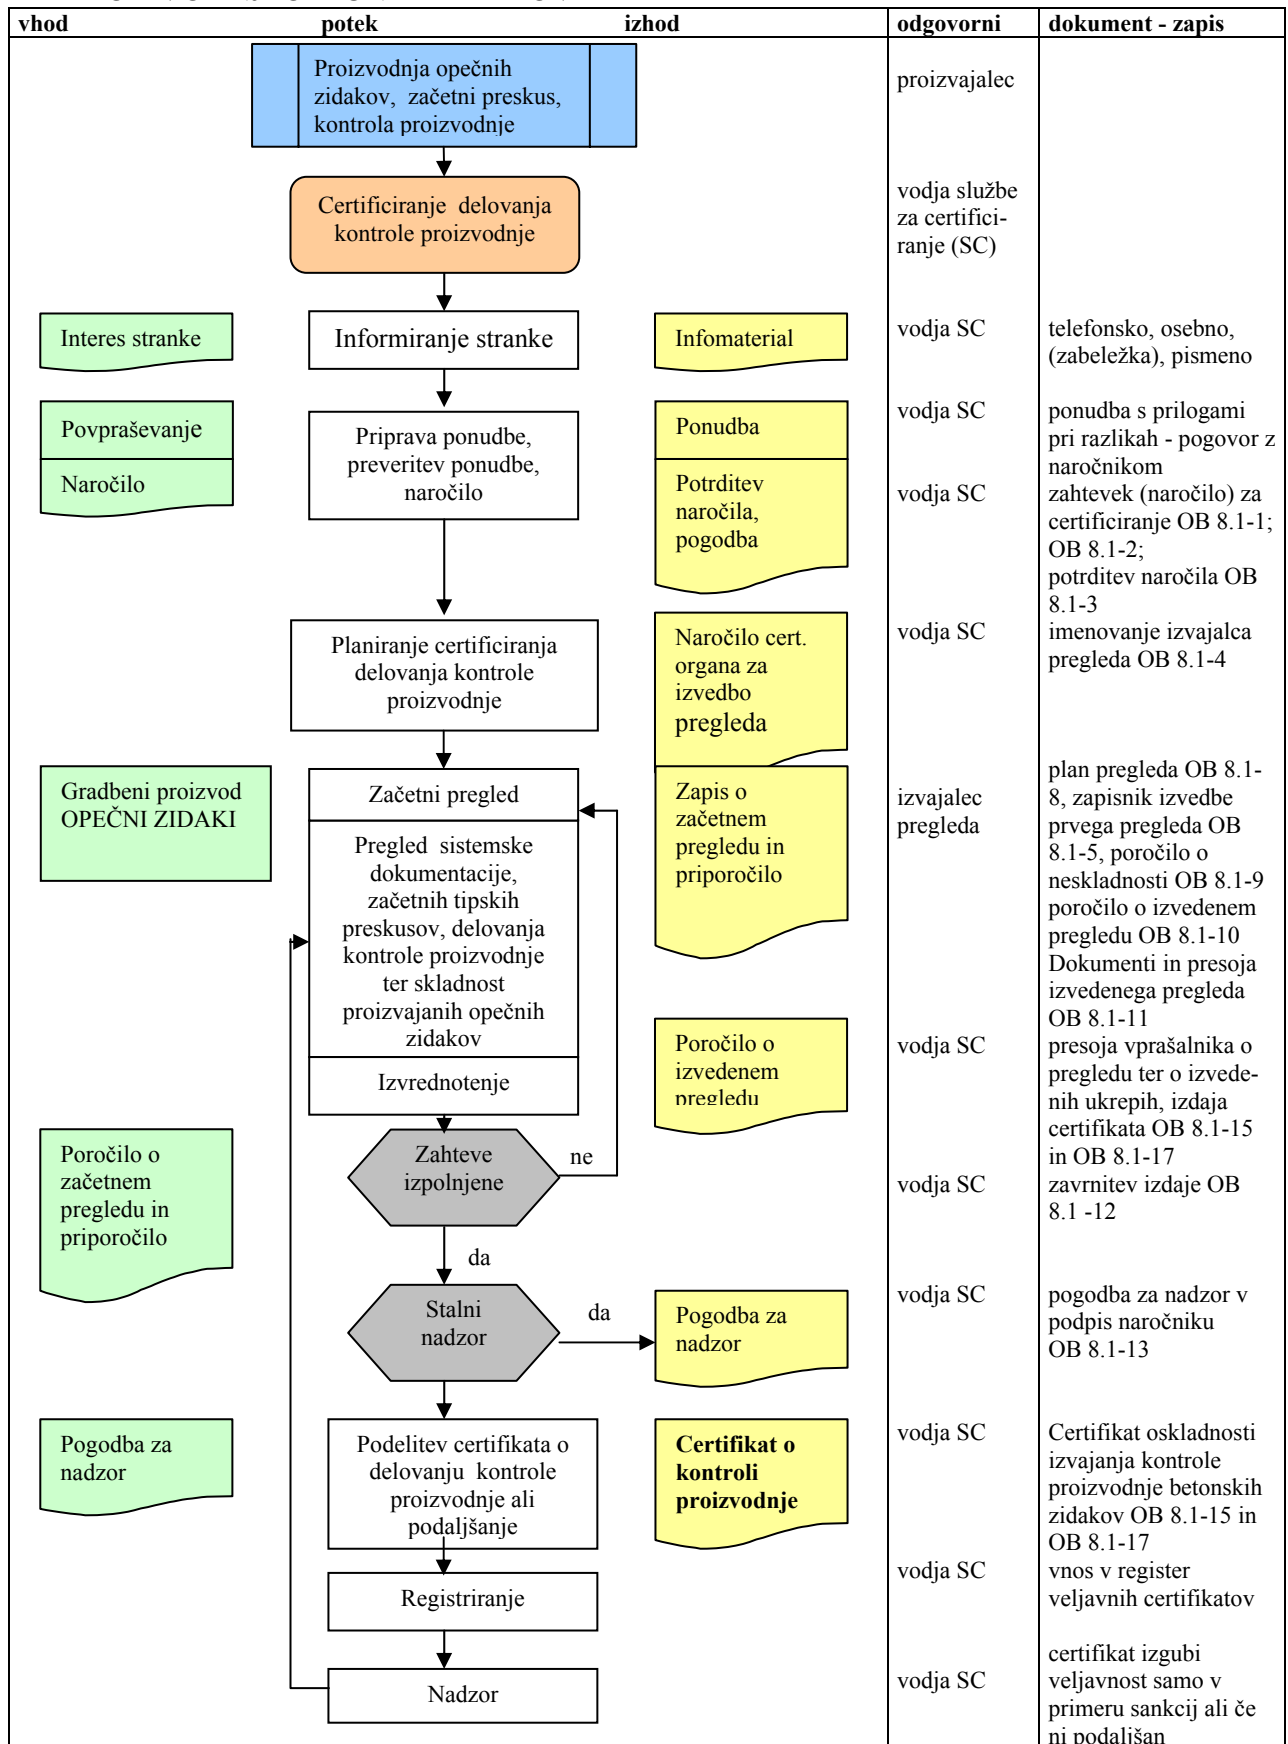 vhod potek izhod odgovorni dokument - zapis
Proizvodnja opečnih
zidakov, začetni preskus,
kontrola proizvodnje
proizvajalec
Certificiranje delovanja
kontrole proizvodnje
vodja službe
za certifici-
ranje (SC)
Interes stranke
Informiranje stranke
Infomaterial
vodja SC
telefonsko, osebno,
(zabeležka), pismeno
Povpraševanje
Naročilo
Priprava ponudbe,
preveritev ponudbe,
naročilo
Ponudba
Potrditev
naročila,
pogodba
vodja SC
vodja SC
ponudba s prilogami
pri razlikah - pogovor z
naročnikom
zahtevek (naročilo) za
certificiranje OB 8.1-1;
OB 8.1-2;
potrditev naročila OB
8.1-3
Planiranje certificiranja
delovanja kontrole
proizvodnje
Naročilo cert.
organa za
izvedbo
pregleda
vodja SC
imenovanje izvajalca
pregleda OB 8.1-4
Gradbeni proizvod
OPEČNI ZIDAKI
Začetni pregled
Pregled sistemske
dokumentacije,
začetnih tipskih
preskusov, delovanja
kontrole proizvodnje
ter skladnost
proizvajanih opečnih
zidakov
Izvrednotenje
Zapis o
začetnem
pregledu in
priporočilo
izvajalec
pregleda
plan pregleda OB 8.1-
8, zapisnik izvedbe
prvega pregleda OB
8.1-5, poročilo o
neskladnosti OB 8.1-9
poročilo o izvedenem
pregledu OB 8.1-10
Dokumenti in presoja
izvedenega pregleda
OB 8.1-11
Poročilo o
izvedenem
pregledu
vodja SC
presoja vprašalnika o
pregledu ter o izvede-
nih ukrepih, izdaja
certifikata OB 8.1-15
in OB 8.1-17
Poročilo o
začetnem
pregledu in
priporočilo
Zahteve
izpolnjene
ne
da
vodja SC
zavrnitev izdaje OB
8.1 -12
Stalni
nadzor
da
Pogodba za
nadzor
vodja SC
pogodba za nadzor v
podpis naročniku
OB 8.1-13
Pogodba za
nadzor
Podelitev certifikata o
delovanju kontrole
proizvodnje ali
podaljšanje
Certifikat o
kontroli
proizvodnje
vodja SC
Certifikat oskladnosti
izvajanja kontrole
proizvodnje betonskih
zidakov OB 8.1-15 in
OB 8.1-17
Registriranje
vodja SC
vnos v register
veljavnih certifikatov
Nadzor
vodja SC
certifikat izgubi
veljavnost samo v
primeru sankcij ali če
ni podaljšan